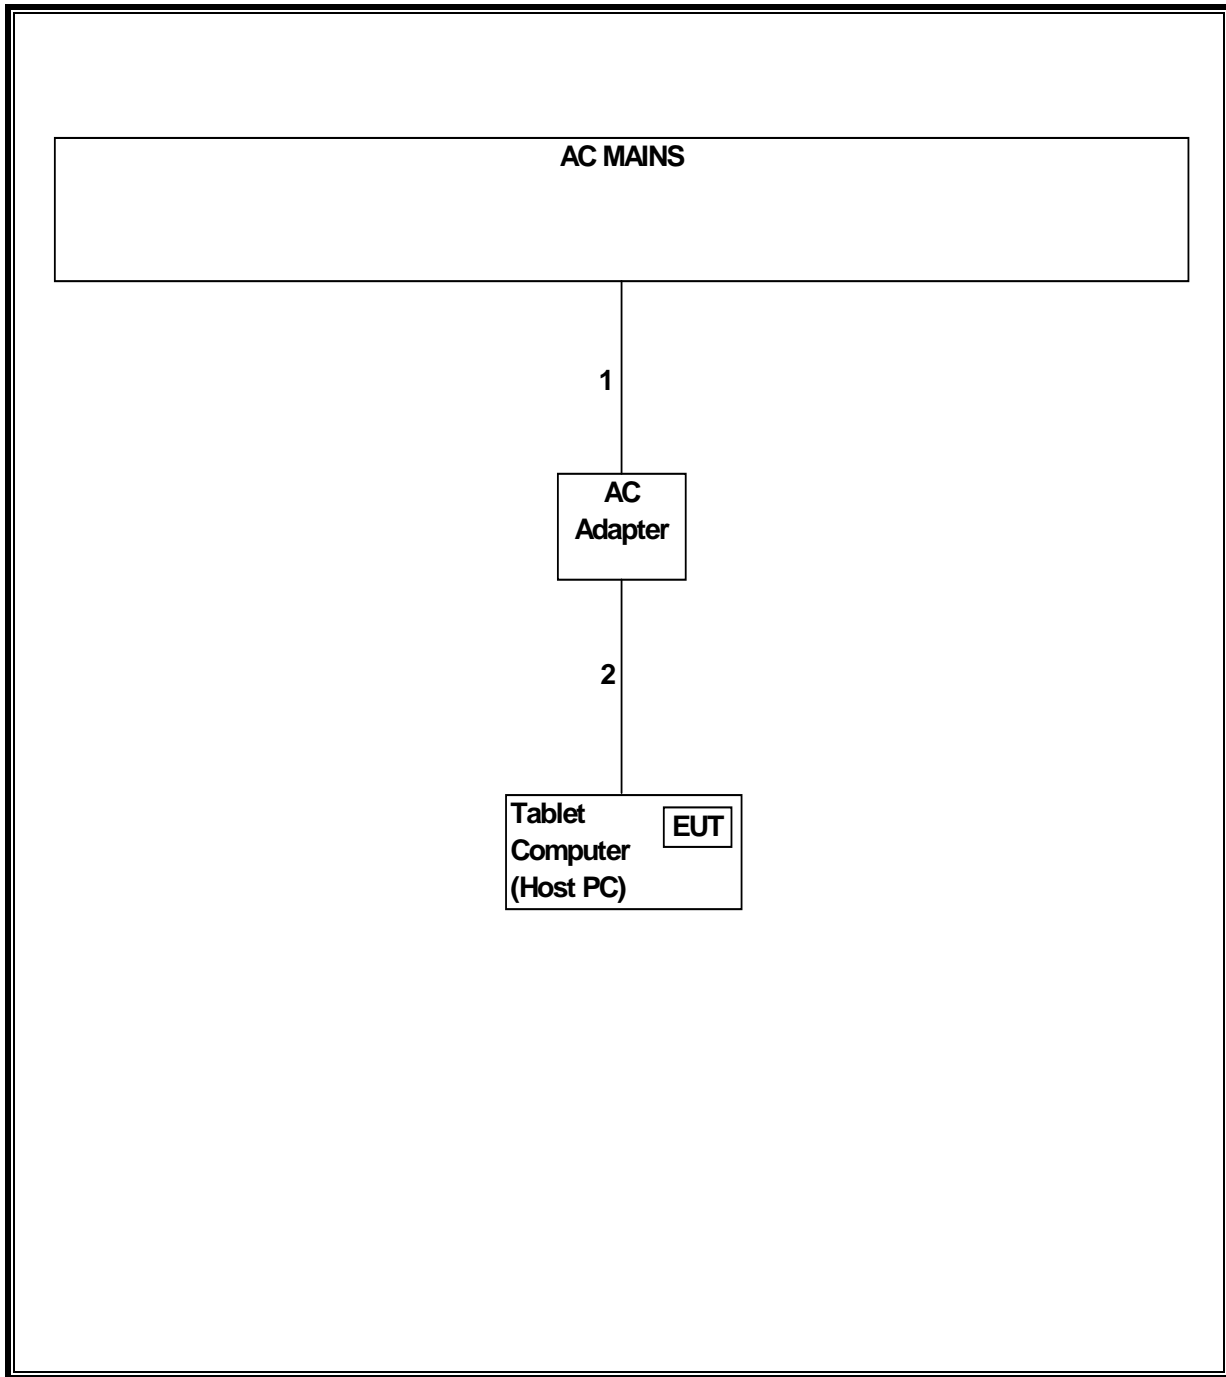 AC MAINS
1
AC
Adapter
2
Tablet
Computer
(Host PC)
EUT